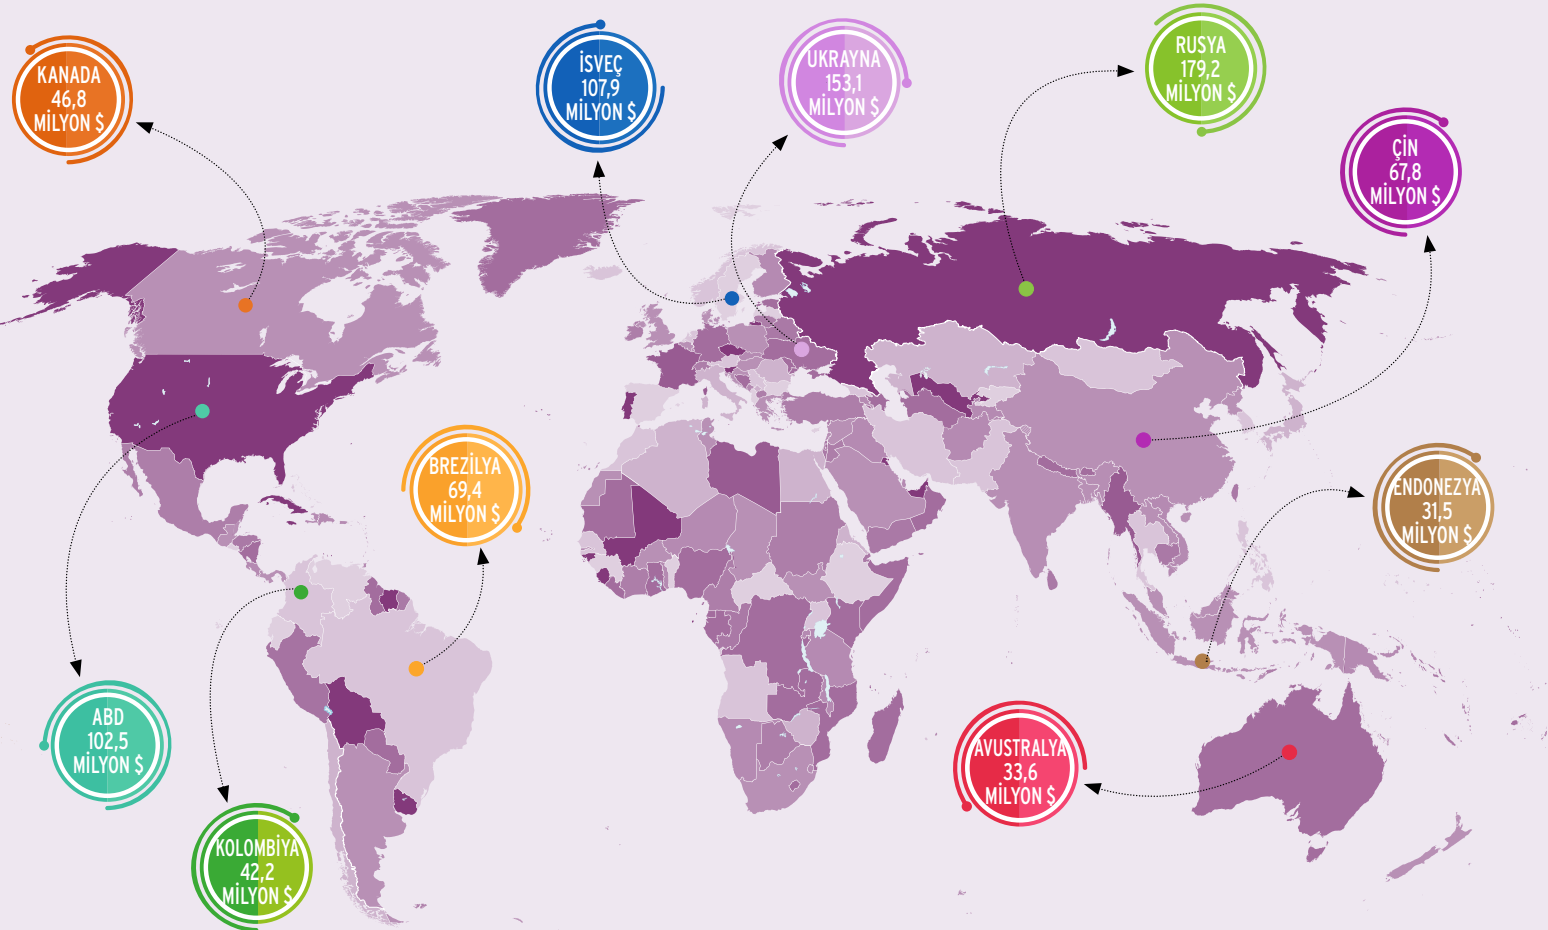 KANADA
46,8
MİLYON $
İSVEÇ
107,9
MİLYON $
UKRAYNA
153,1
MİLYON $
RUSYA
179,2
MİLYON $
ÇİN
67,8
MİLYON $
BREZİLYA
69,4
MİLYON $
ENDONEZYA
31,5
MİLYON $
ABD
102,5
MİLYON $
AVUSTRALYA
33,6
MİLYON $
KOLOMBİYA
42,2
MİLYON $